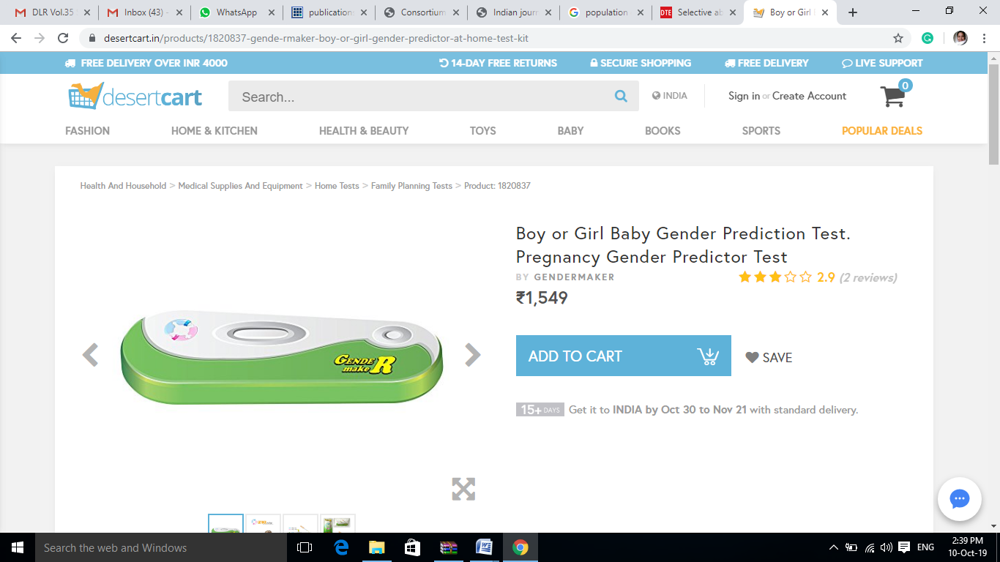 DLR Vol.35
Inbox (43) -
WhatsApp
publication
Consortium
Indian journ
population
DTE Selective ab
Boy or Girl
desertcart.in/products/1820837-gende-rmaker-boy-or-girl-gender-predictor-at-home-test-kit
FREE DELIVERY OVER INR 4000
14-DAY FREE RETURNS
SECURE SHOPPING
FREE DELIVERY
LIVE SUPPORT
desertcart
Search...
INDIA
Sign in or Create Account
0
FASHION
HOME & KITCHEN
HEALTH & BEAUTY
TOYS
BABY
BOOKS
SPORTS
POPULAR DEALS
Health And Household > Medical Supplies And Equipment > Home Tests > Family Planning Tests > Product: 1820837
Boy or Girl Baby Gender Prediction Test.
Pregnancy Gender Predictor Test
BY GENDERMAKER
2.9 (2 reviews)
₹1,549
GENDE
make R
ADD TO CART
SAVE
15+ DAYS Get it to INDIA by Oct 30 to Nov 21 with standard delivery.
Search the web and Windows
ENG
2:39 PM
10-Oct-19